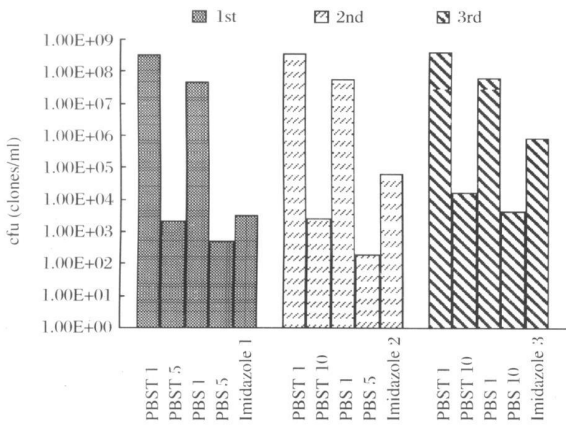 1st 2nd 3rd
1.00E+09
1.00E+08
1.00E+07
1.00E+06
1.00E+05
1.00E+04
1.00E+03
1.00E+02
1.00E+01
1.00E+00
cfu (clones/ml)
PBST 1
PBST 5
PBS 1
PBS 5
Imidazole 1
PBST 1
PBST 10
PBS 1
PBS 5
Imidazole 2
PBST 1
PBST 10
PBS 1
PBS 10
Imidazole 3